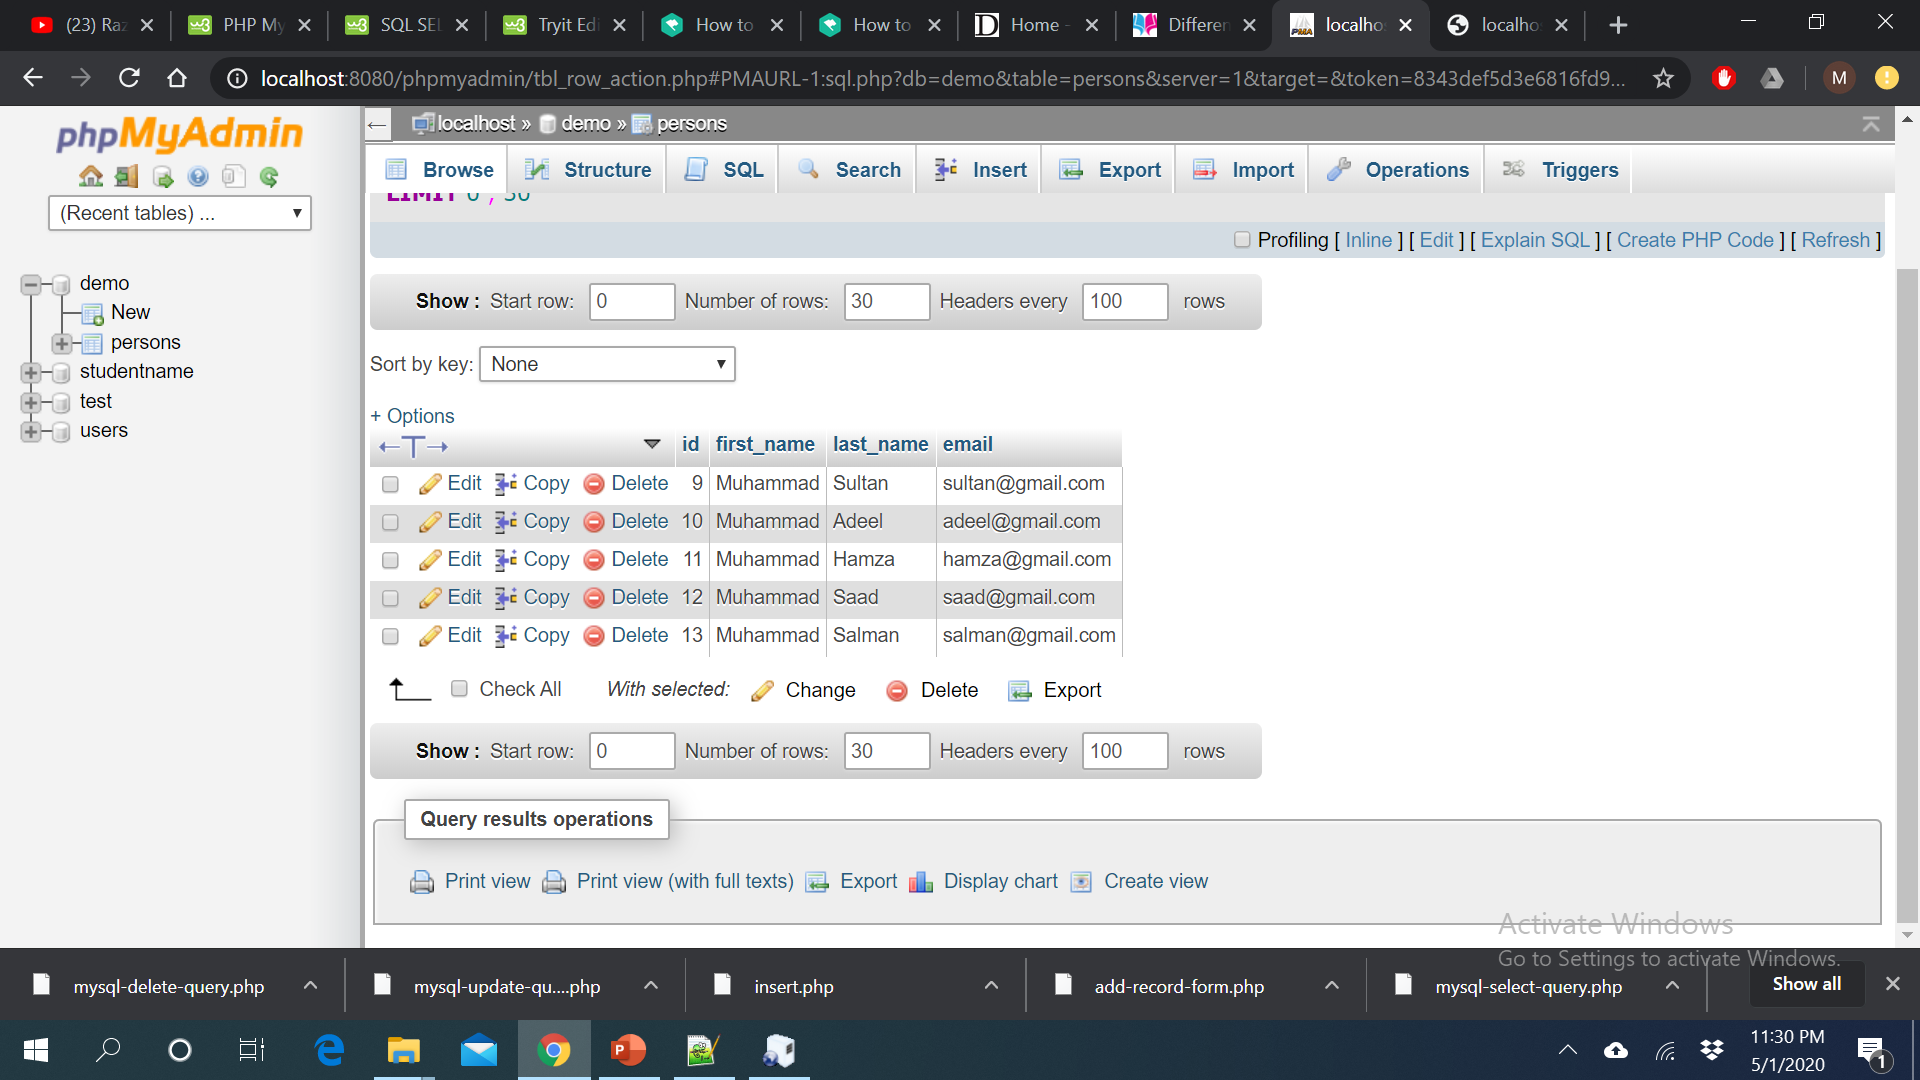 (23) Raz
PHP My
SQL SEL
Tryit Edi
How to
How to
Home -
Differen
localhos
localhos
localhost:8080/phpmyadmin/tbl_row_action.php#PMAURL-1:sql.php?db=demo&table=persons&server=1&target=&token=8343def5d3e6816fd9...
M
phpMyAdmin
(Recent tables) ...
demo
New
persons
studentname
test
users
localhost » demo » persons
Browse Structure SQL Search Insert Export Import Operations Triggers
LIMIT 0 , 30
Profiling [ Inline ] [ Edit ] [ Explain SQL ] [ Create PHP Code ] [ Refresh ]
Show : Start row: 0 Number of rows: 30 Headers every 100 rows
Sort by key: None
+ Options
←T→ id first_name last_name email
Edit Copy Delete 9 Muhammad Sultan sultan@gmail.com
Edit Copy Delete 10 Muhammad Adeel adeel@gmail.com
Edit Copy Delete 11 Muhammad Hamza hamza@gmail.com
Edit Copy Delete 12 Muhammad Saad saad@gmail.com
Edit Copy Delete 13 Muhammad Salman salman@gmail.com
Check All With selected: Change Delete Export
Show : Start row: 0 Number of rows: 30 Headers every 100 rows
Query results operations
Print view Print view (with full texts) Export Display chart Create view
Activate Windows
Go to Settings to activate Windows.
mysql-delete-query.php
mysql-update-qu....php
insert.php
add-record-form.php
mysql-select-query.php
Show all
11:30 PM
5/1/2020
1